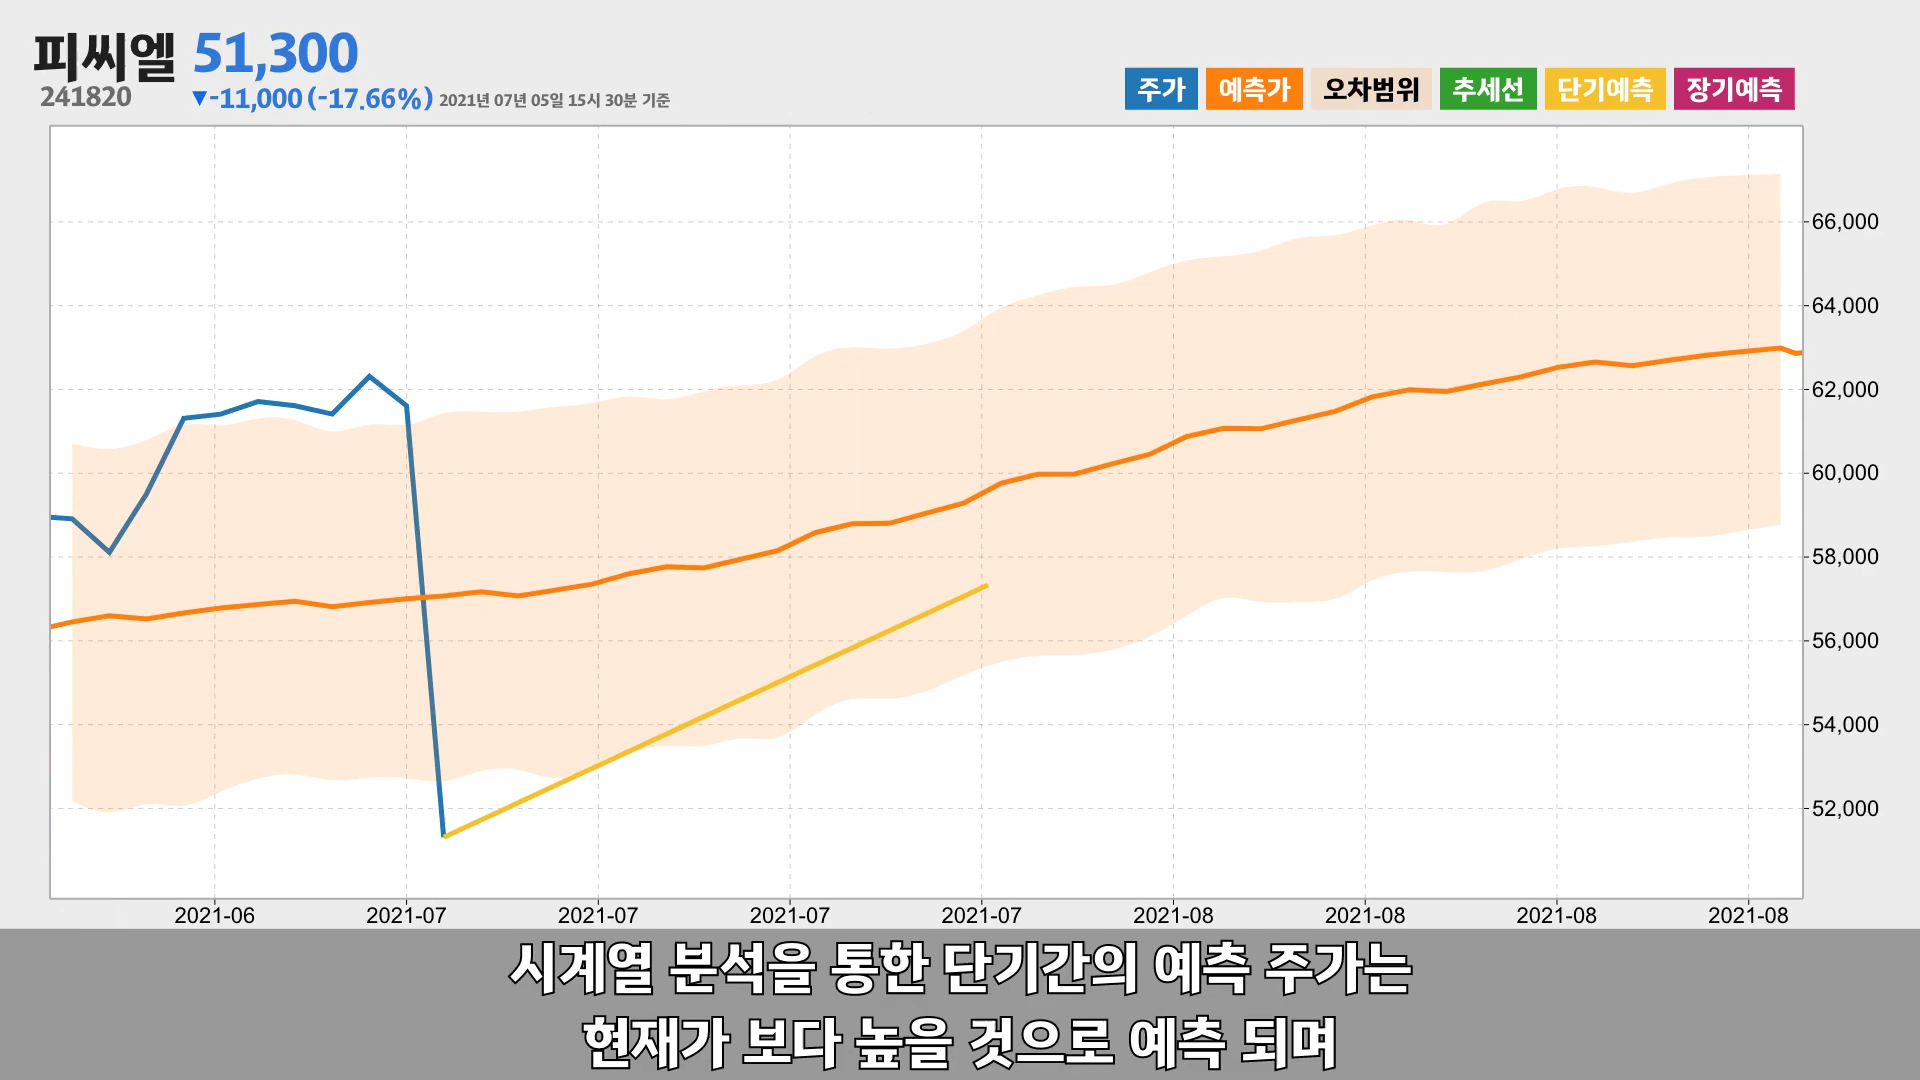 피씨엘 51,300
241820 ▼-11,000 (-17.66%) 2021년 07년 05일 15시 30분 기준
주가 예측가 오차범위 추세선 단기예측 장기예측
66,000
64,000
62,000
60,000
58,000
56,000
54,000
52,000
2021-06 2021-07 2021-07 2021-07 2021-07 2021-08 2021-08 2021-08 2021-08
시계열 분석을 통한 단기간의 예측 주가는
현재가 보다 높을 것으로 예측 되며